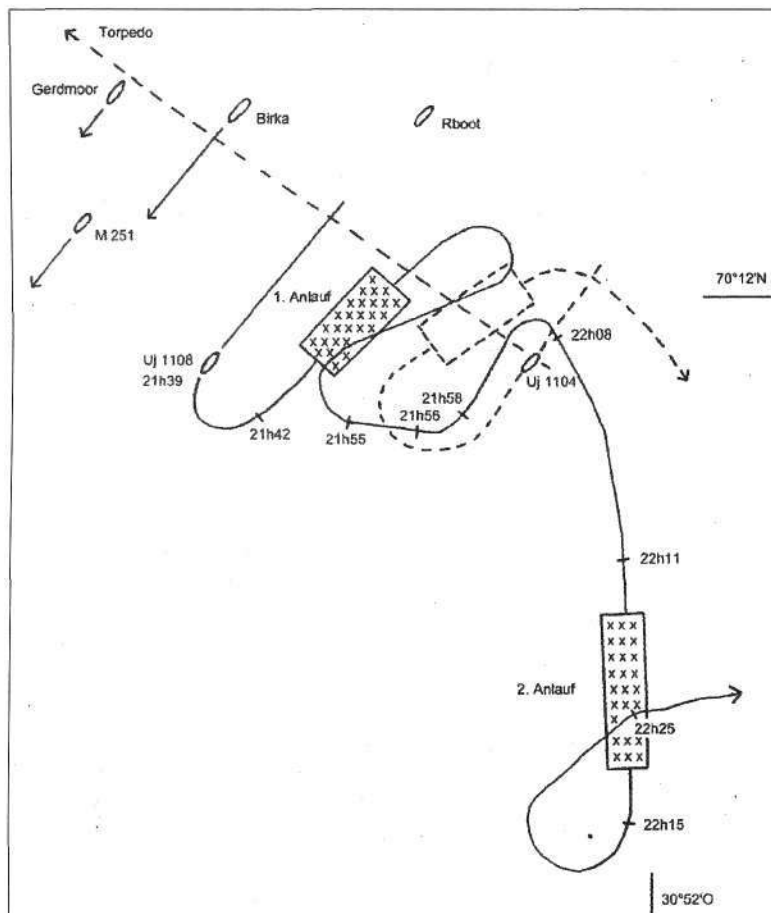 Torpedo
Gerdmoor
Birka
Rboot
M 251
70°12'N
1. Anlauf
22h08
Uj 1108
21h39
Uj 1104
21h58
21h56
21h42
21h55
22h11
x x x
x x x
x x x
x x x
x x x
2. Anlauf
x x x
x x x
22h25
x x x
x x x
22h15
30°52'O